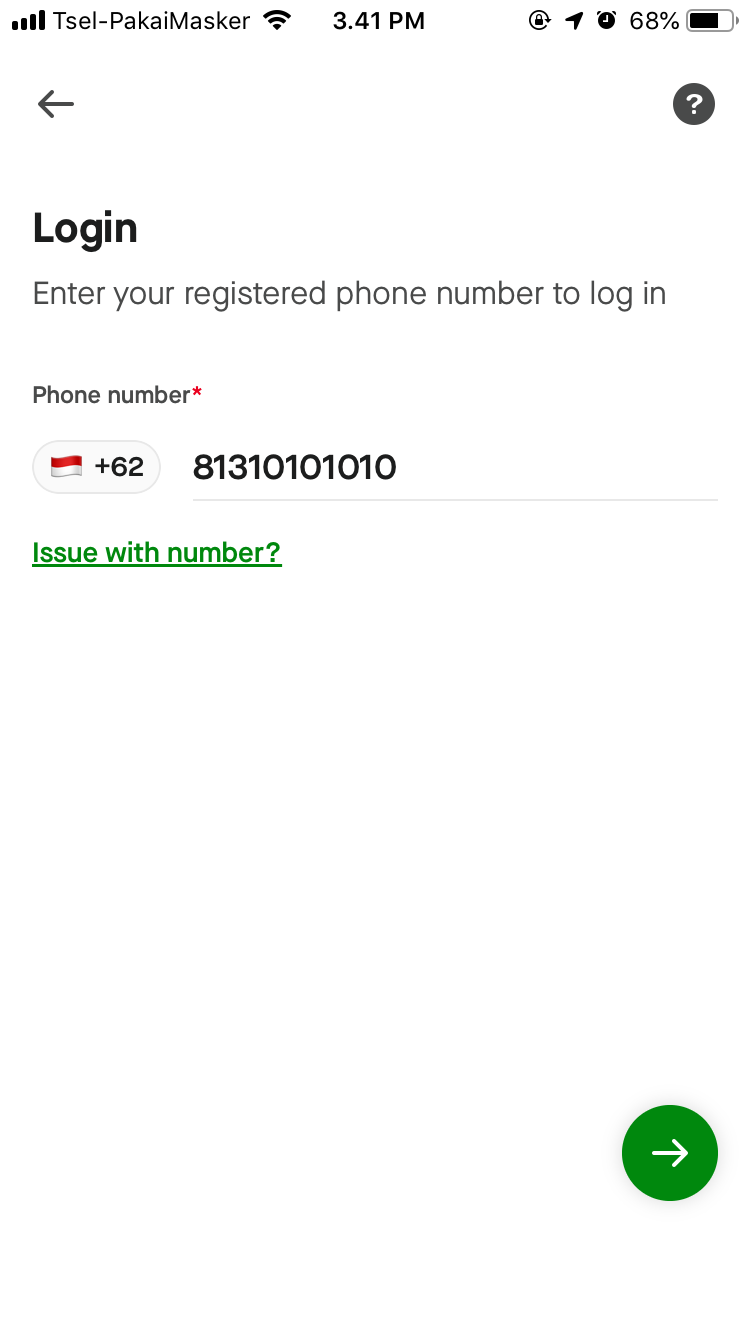 Tsel-PakaiMasker 3.41 PM 68%
?
Login
Enter your registered phone number to log in
Phone number*
+62 81310101010
Issue with number?